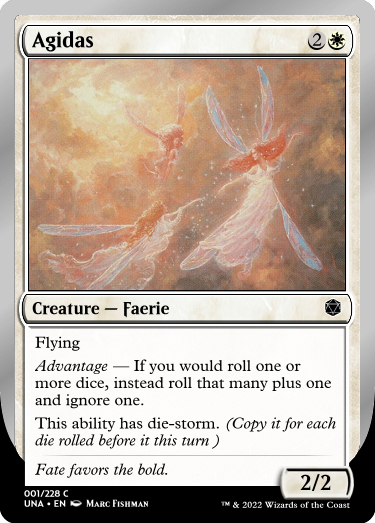 Agidas 2
Creature — Faerie
Flying
Advantage — If you would roll one or
more dice, instead roll that many plus one
and ignore one.
This ability has die-storm. (Copy it for each
die rolled before it this turn )
Fate favors the bold.
2/2
001/228 C
UNA • EN Marc Fishman
™ & 2022 Wizards of the Coast